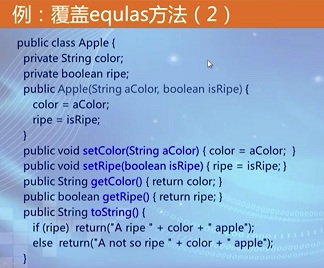 例：覆盖equlas方法（2）
public class Apple {
private String color;
private boolean ripe;
public Apple(String aColor, boolean isRipe) {
color = aColor;
ripe = isRipe;
}
public void setColor(String aColor) { color = aColor; }
public void setRipe(boolean isRipe) { ripe = isRipe; }
public String getColor() { return color; }
public boolean getRipe() { return ripe; }
public String toString() {
if (ripe) return("A ripe " + color + " apple");
else return("A not so ripe " + color + " apple");
}